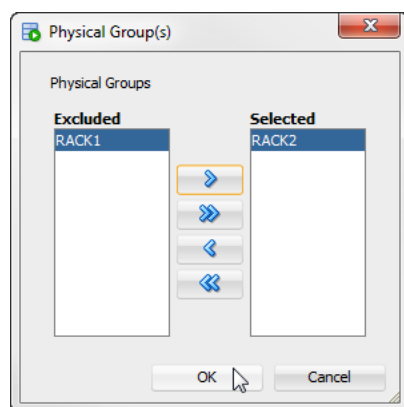 Physical Group(s)
Physical Groups
Excluded Selected
RACK1 RACK2
OK Cancel